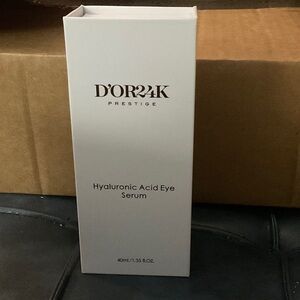 D'OR24K
PRESTIGE
Hyaluronic Acid Eye
Serum
40ml/1.35 fl.oz.